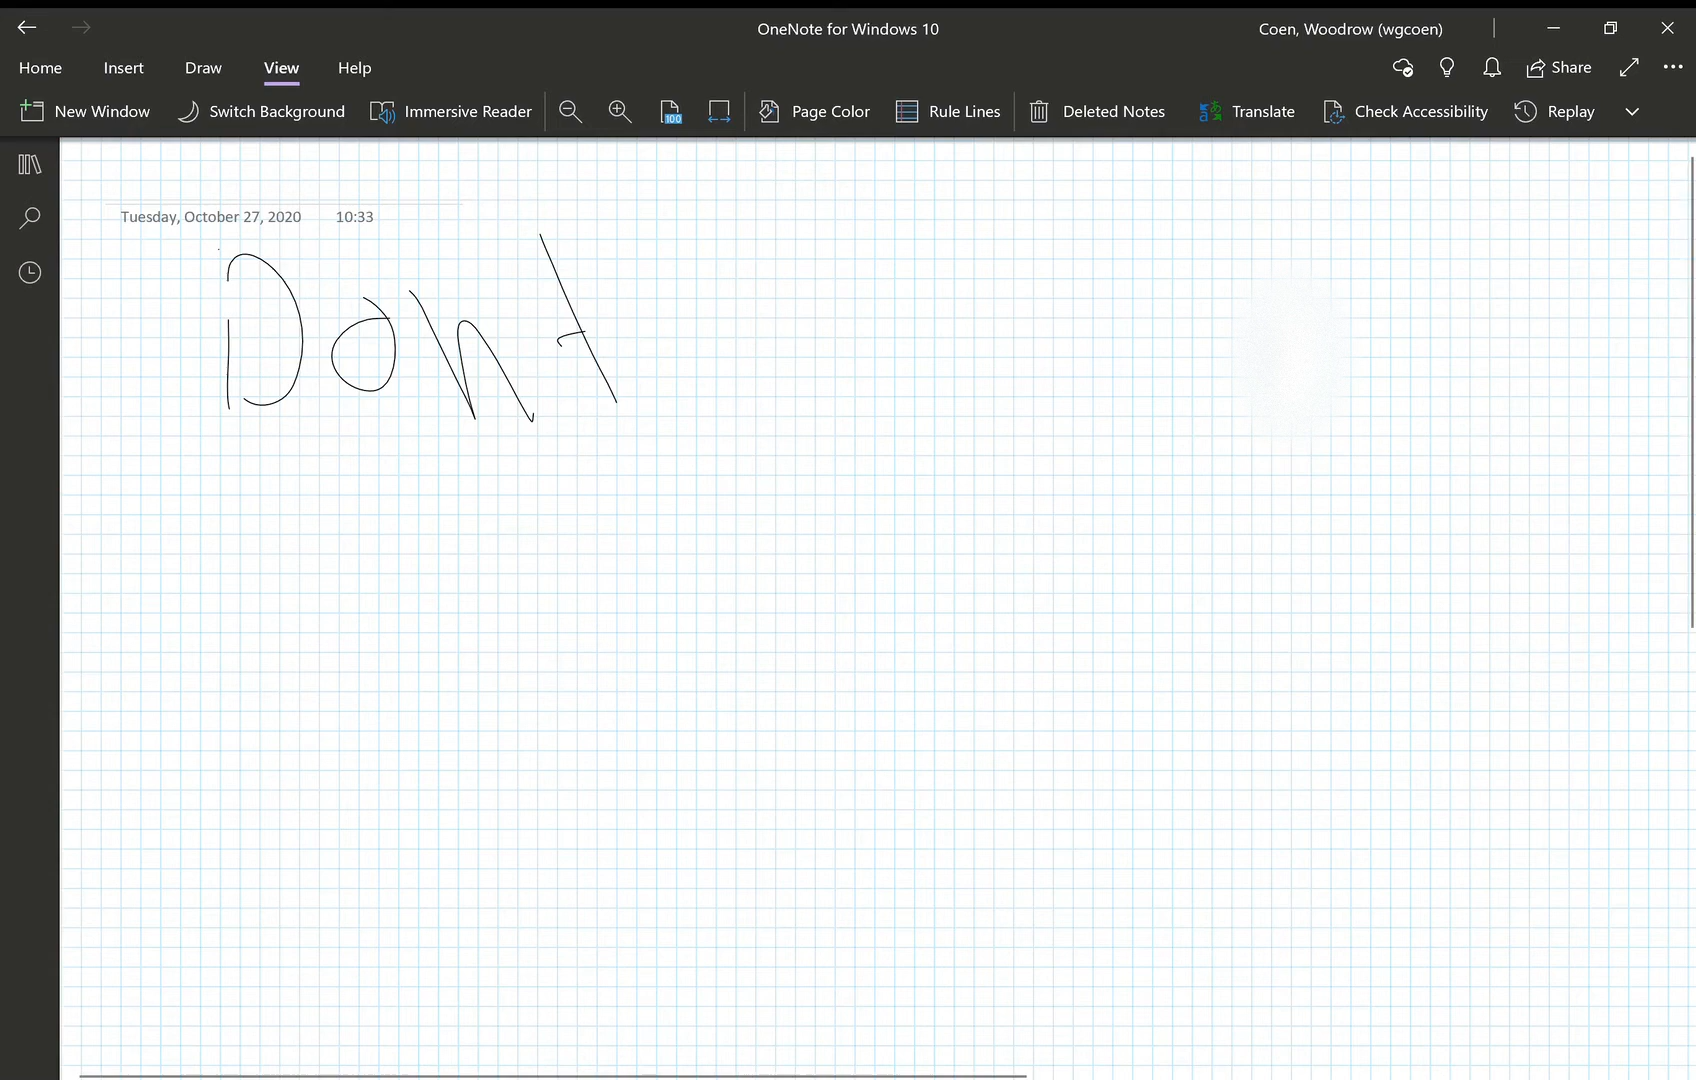 OneNote for Windows 10
Coen, Woodrow (wgcoen)
Home Insert Draw View Help
Share
New Window Switch Background Immersive Reader 100 Page Color Rule Lines Deleted Notes Translate Check Accessibility Replay
Tuesday, October 27, 2020 10:33
Dont